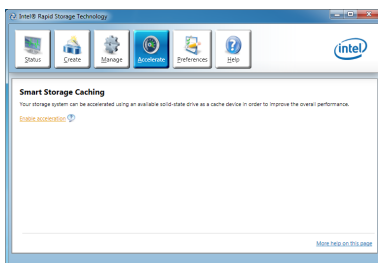 Intel® Rapid Storage Technology
Status Create Manage Accelerate Preferences Help
intel
Smart Storage Caching
Your storage system can be accelerated using an available solid-state drive as a cache device in order to improve the overall performance.
Enable acceleration ?
More help on this page